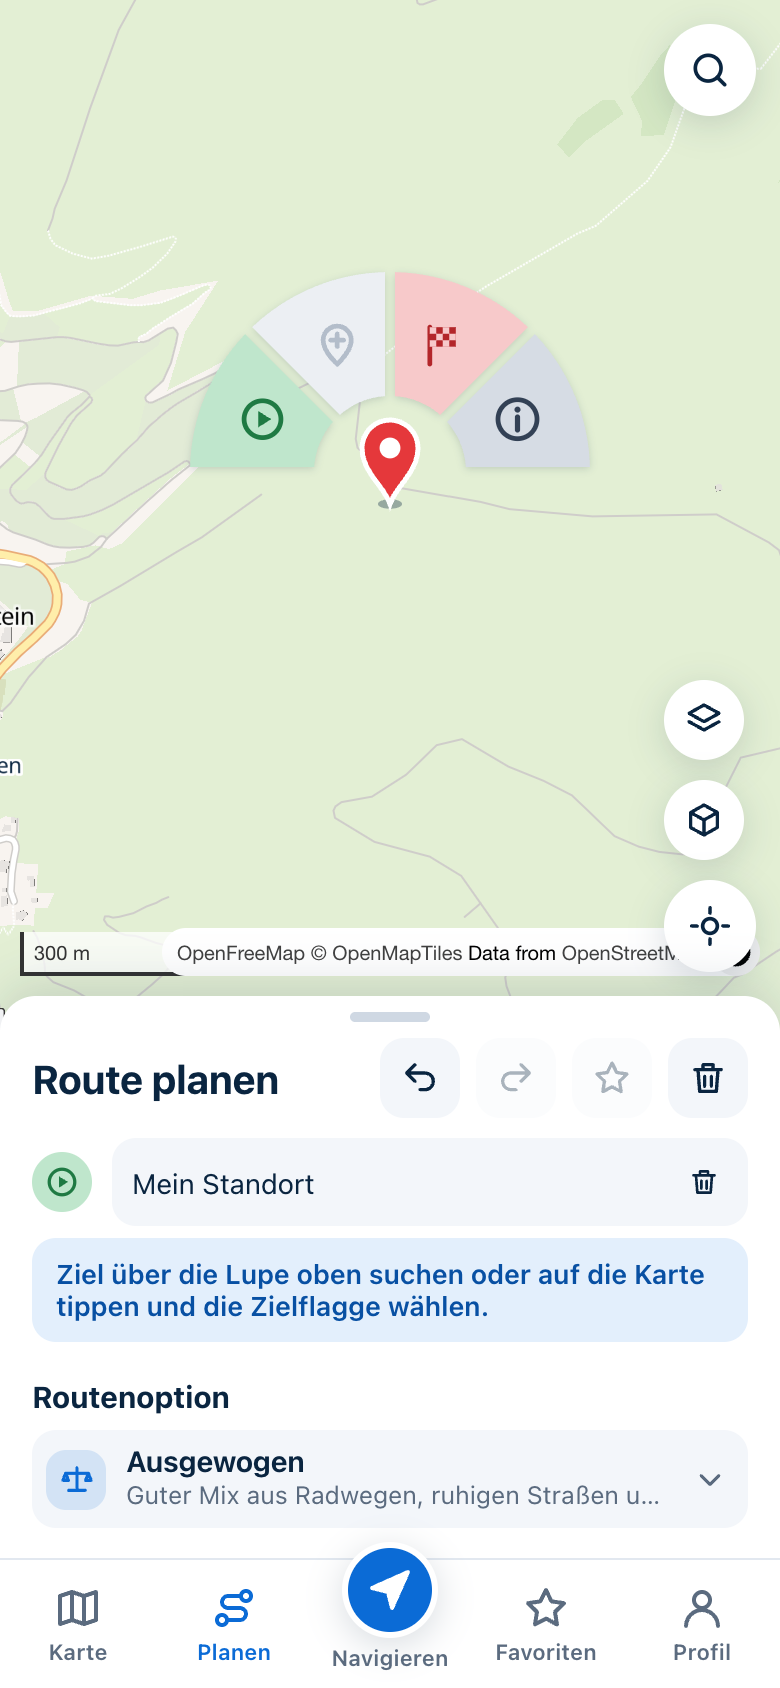 tein
en
300 m
OpenFreeMap © OpenMapTiles Data from OpenStreetM
Route planen
Mein Standort
Ziel über die Lupe oben suchen oder auf die Karte
tippen und die Zielflagge wählen.
Routenoption
Ausgewogen
Guter Mix aus Radwegen, ruhigen Straßen u...
Karte
Planen
Navigieren
Favoriten
Profil